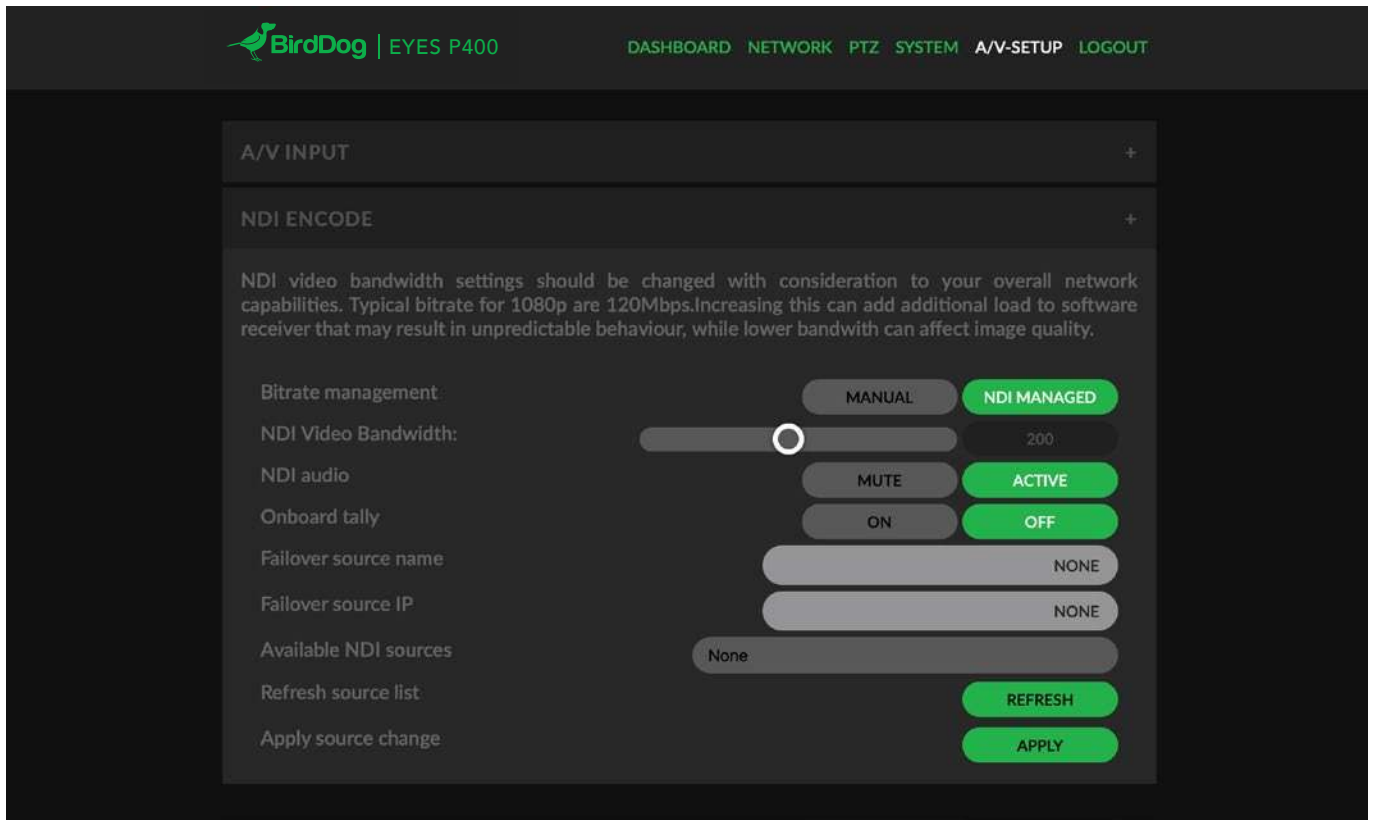 BirdDog | EYES P400
DASHBOARD NETWORK PTZ SYSTEM A/V-SETUP LOGOUT
A/V INPUT +
NDI ENCODE +
NDI video bandwidth settings should be changed with consideration to your overall network
capabilities. Typical bitrate for 1080p are 120Mbps.Increasing this can add additional load to software
receiver that may result in unpredictable behaviour, while lower bandwith can affect image quality.
Bitrate management MANUAL NDI MANAGED
NDI Video Bandwidth: 200
NDI audio MUTE ACTIVE
Onboard tally ON OFF
Failover source name NONE
Failover source IP NONE
Available NDI sources None
Refresh source list REFRESH
Apply source change APPLY